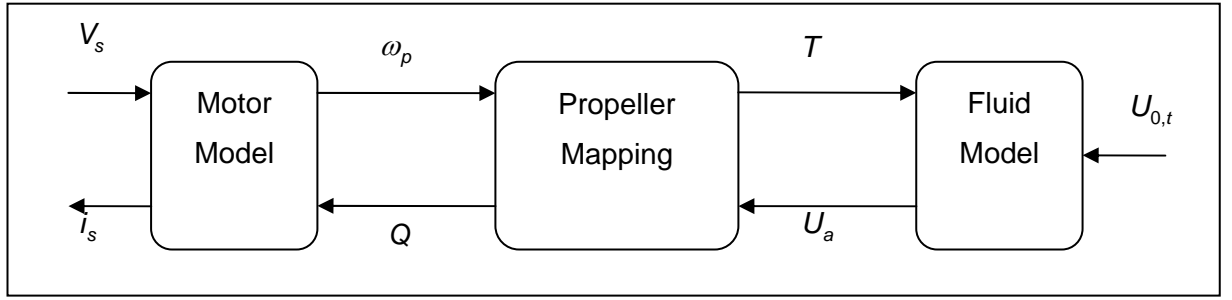 V_s
ω_p
T
Motor
Model
Propeller
Mapping
Fluid
Model
U_{0,t}
i_s
Q
U_a